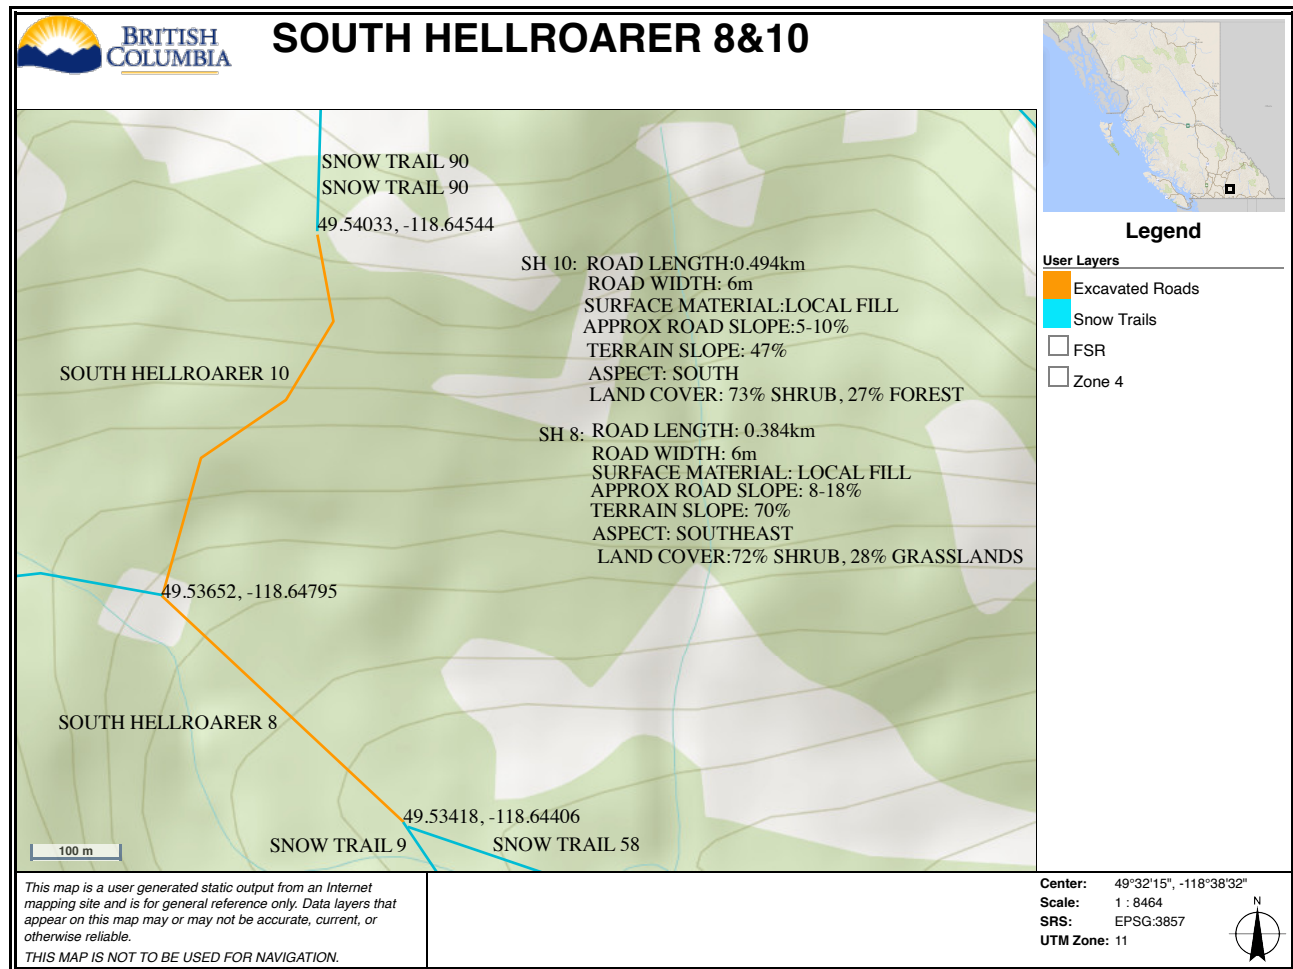 BRITISH
COLUMBIA
SOUTH HELLROARER 8&10
SNOW TRAIL 90
SNOW TRAIL 90
49.54033, -118.64544
SH 10: ROAD LENGTH:0.494km
ROAD WIDTH: 6m
SURFACE MATERIAL:LOCAL FILL
APPROX ROAD SLOPE:5-10%
TERRAIN SLOPE: 47%
ASPECT: SOUTH
LAND COVER: 73% SHRUB, 27% FOREST
SOUTH HELLROARER 10
SH 8: ROAD LENGTH: 0.384km
ROAD WIDTH: 6m
SURFACE MATERIAL: LOCAL FILL
APPROX ROAD SLOPE: 8-18%
TERRAIN SLOPE: 70%
ASPECT: SOUTHEAST
LAND COVER:72% SHRUB, 28% GRASSLANDS
49.53652, -118.64795
SOUTH HELLROARER 8
49.53418, -118.64406
SNOW TRAIL 9
SNOW TRAIL 58
100 m
Legend
User Layers
Excavated Roads
Snow Trails
FSR
Zone 4
This map is a user generated static output from an Internet
mapping site and is for general reference only. Data layers that
appear on this map may or may not be accurate, current, or
otherwise reliable.
THIS MAP IS NOT TO BE USED FOR NAVIGATION.
Center: 49°32'15", -118°38'32"
Scale: 1 : 8464
SRS: EPSG:3857
UTM Zone: 11
N